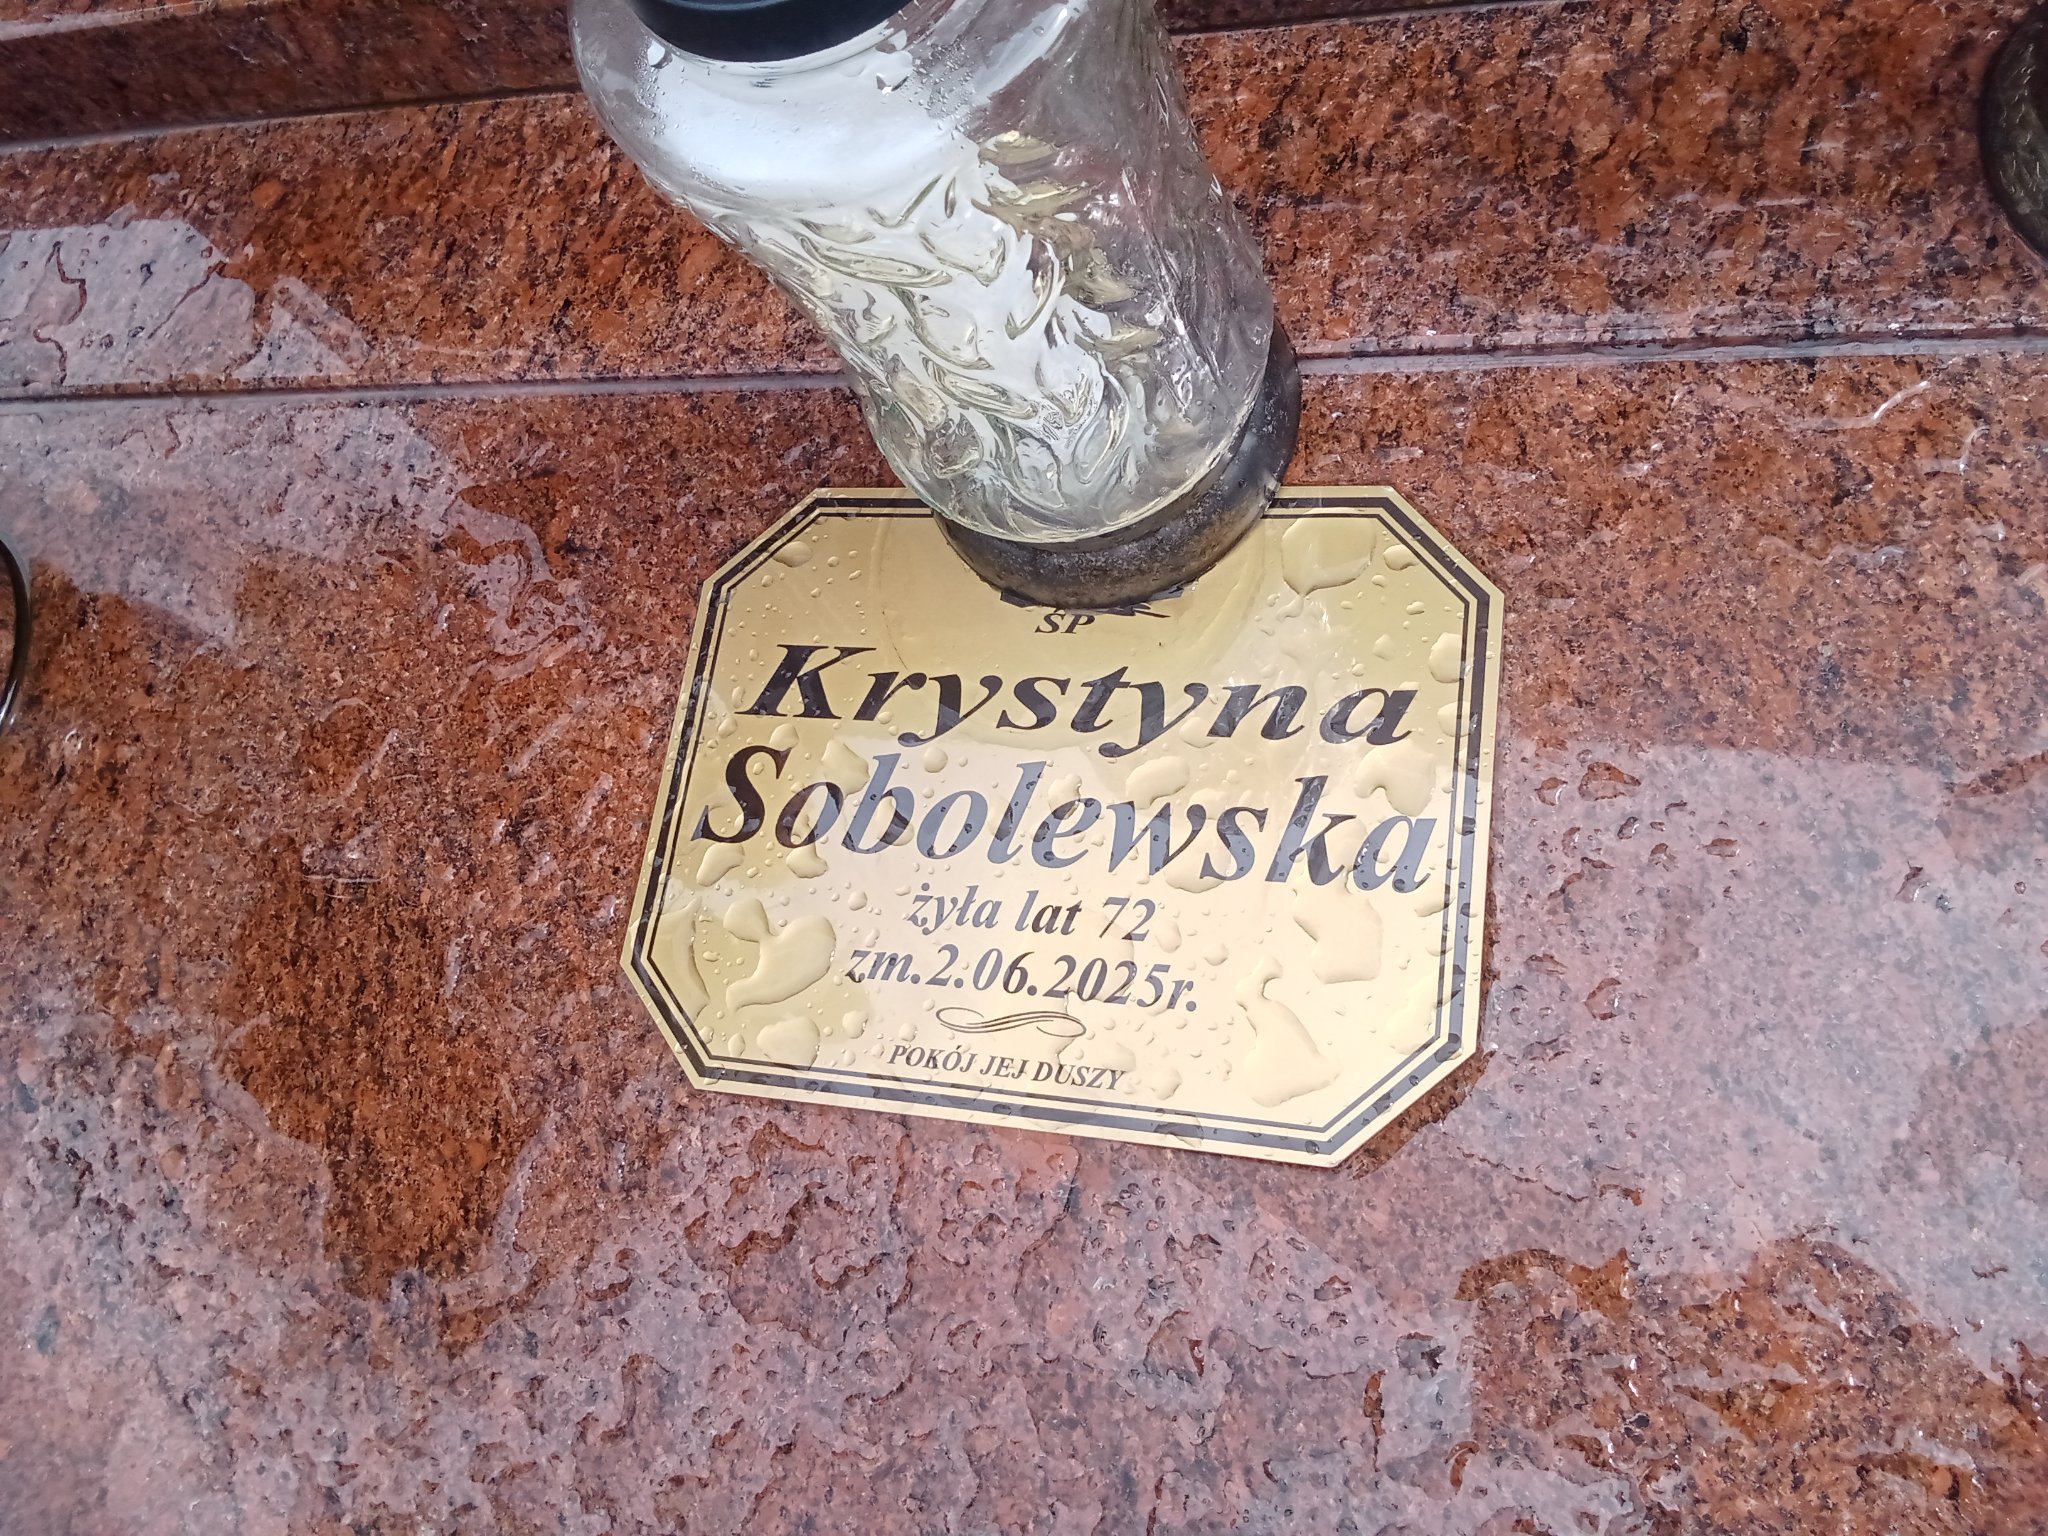 ŚP
Krystyna
Sobolewska
żyła lat 72
zm.2.06.2025r.
POKÓJ JEJ DUSZY